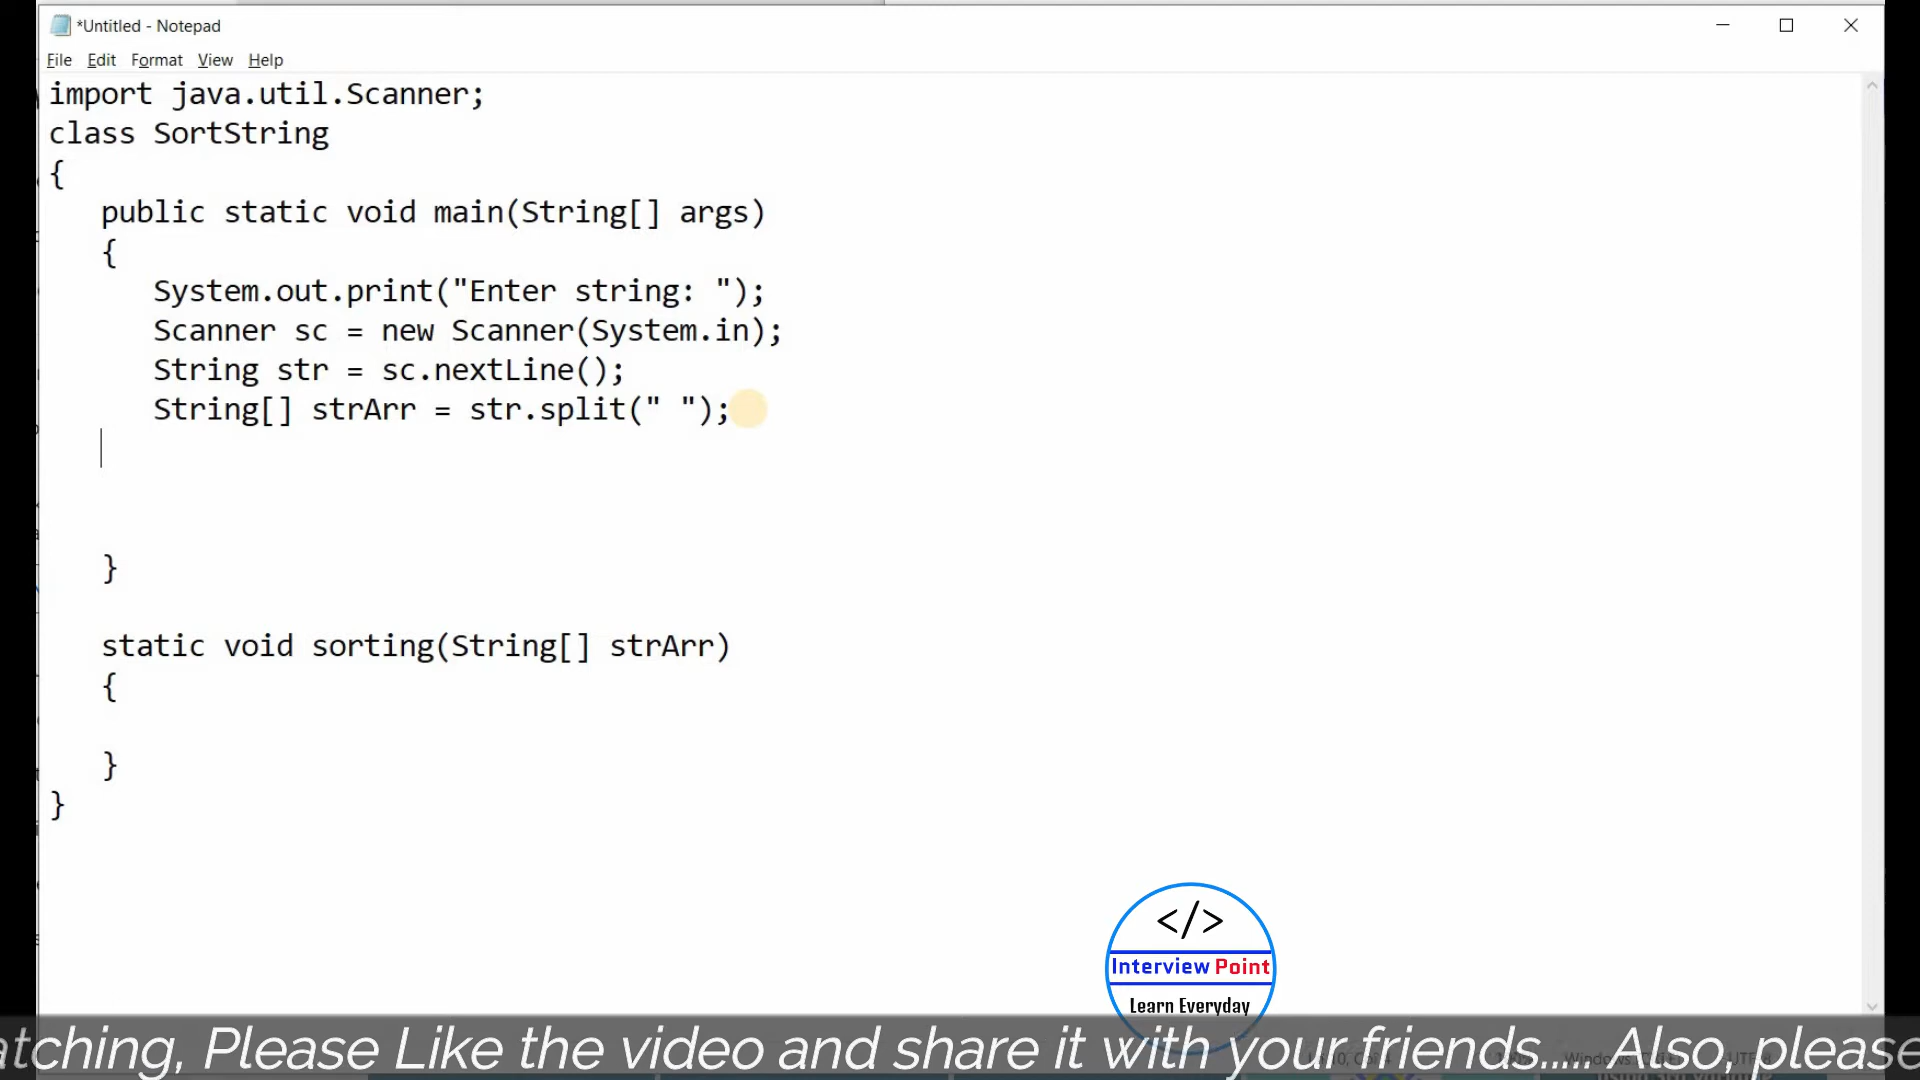 *Untitled - Notepad
File Edit Format View Help
import java.util.Scanner;
class SortString
{
public static void main(String[] args)
{
System.out.print("Enter string: ");
Scanner sc = new Scanner(System.in);
String str = sc.nextLine();
String[] strArr = str.split(" ");
}
static void sorting(String[] strArr)
{
}
}
</>
Interview Point
Learn Everyday
atching, Please Like the video and share it with your friends..... Also, please